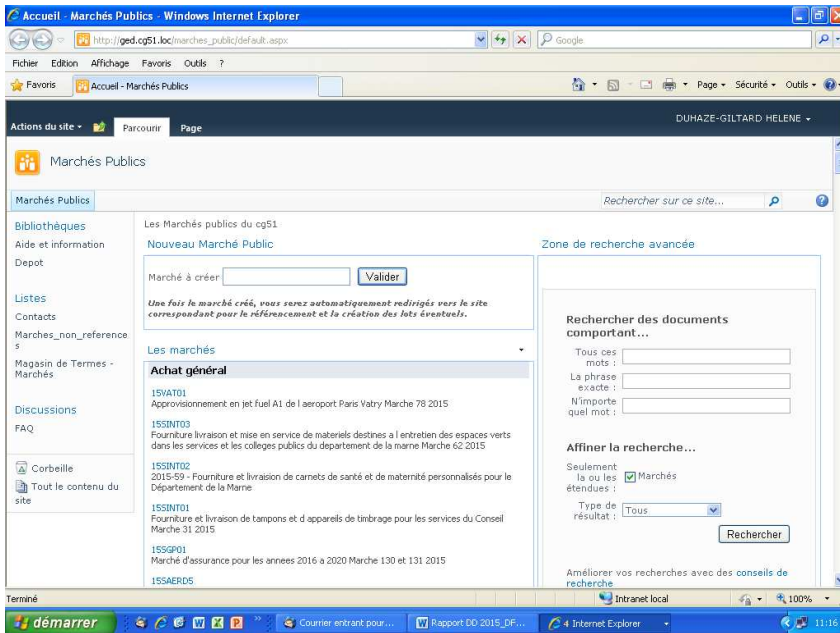 Accueil - Marchés Publics - Windows Internet Explorer
http://ged.cg51.loc/marches_public/default.aspx
Google
Fichier Edition Affichage Favoris Outils ?
Favoris Accueil - Marchés Publics Page Sécurité Outils
DUHAZE-GILTARD HELENE
Actions du site Parcourir Page
Marchés Publics
Marchés Publics
Rechercher sur ce site...
Bibliothèques
Aide et information
Depot
Listes
Contacts
Marches_non_reference
s
Magasin de Termes -
Marchés
Discussions
FAQ
Corbeille
Tout le contenu du
site
Les Marchés publics du cg51
Nouveau Marché Public
Marché à créer Valider
Une fois le marché créé, vous serez automatiquement redirigés vers le site
correspondant pour le référencement et la création des lots éventuels.
Les marchés
Achat général
15VAT01
Approvisionnement en jet fuel A1 de l aeroport Paris Vatry Marche 78 2015
15SINT03
Fourniture livraison et mise en service de materiels destines a l entretien des espaces verts
dans les services et les colleges publics du departement de la marne Marche 62 2015
15SINT02
2015-59 - Fourniture et livraision de carnets de santé et de maternité personnalisés pour le
Département de la Marne
15SINT01
Fourniture et livraison de tampons et d appareils de timbrage pour les services du Conseil
Marche 31 2015
15SGP01
Marché d'assurance pour les annees 2016 a 2020 Marche 130 et 131 2015
15SAERD5
Zone de recherche avancée
Rechercher des documents
comportant...
Tous ces
mots :
La phrase
exacte :
N'importe
quel mot :
Affiner la recherche...
Seulement
la ou les
étendues :
Marchés
Type de
résultat :
Tous
Rechercher
Améliorer vos recherches avec des conseils de
recherche
Terminé Intranet local 100%
démarrer Courrier entrant pour... Rapport DD 2015_DF... 4 Internet Explorer